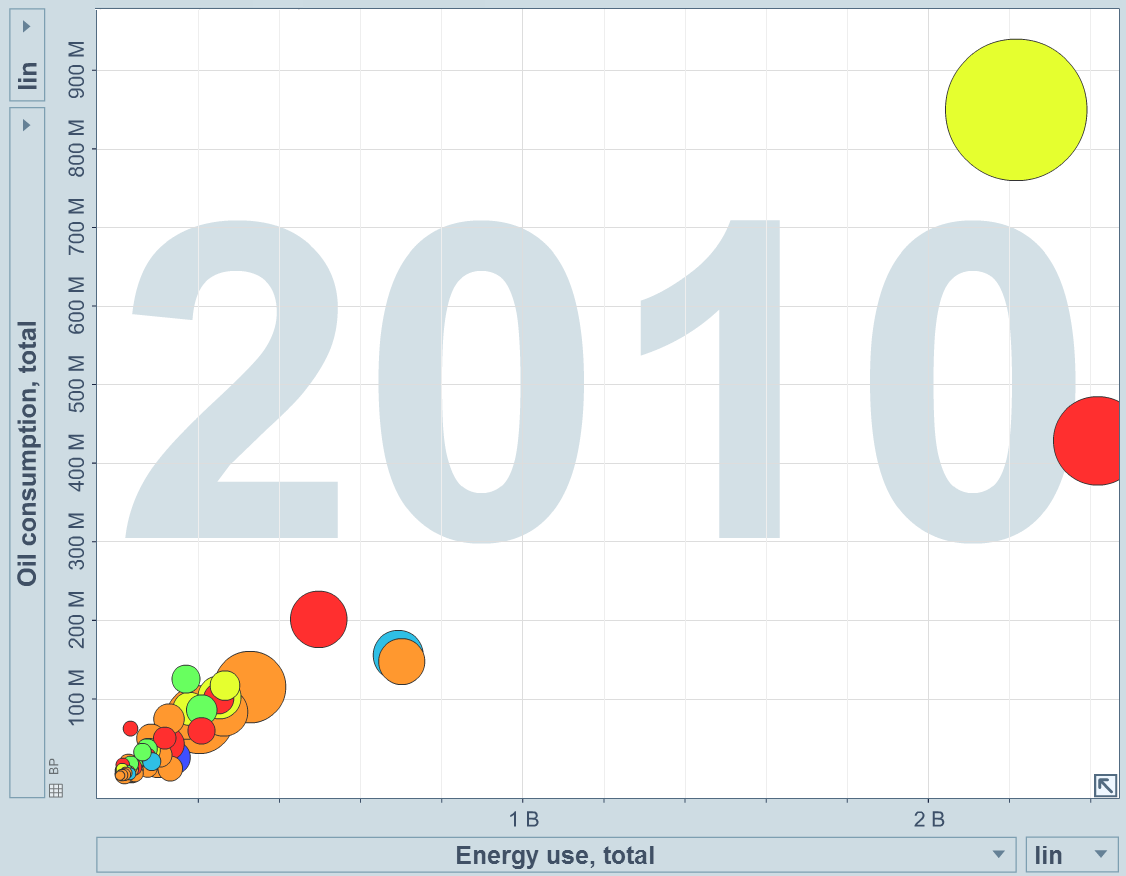 lin
Oil consumption, total
900 M
800 M
700 M
600 M
500 M
400 M
300 M
200 M
100 M
BP
2010
1 B
2 B
Energy use, total
lin